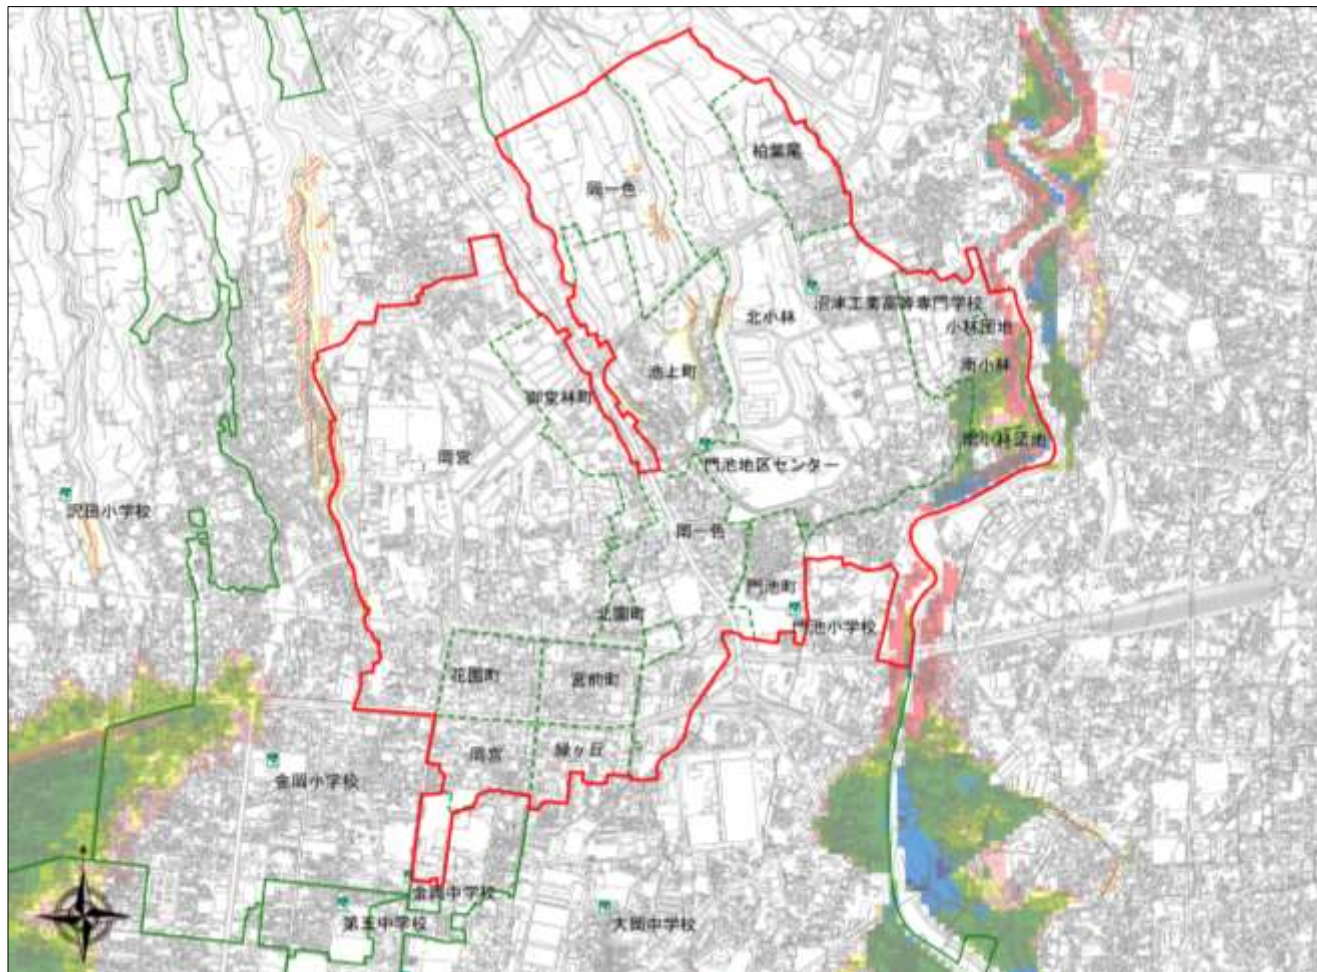 柏葉尾
岡一色
沼津工業高等専門学校
北小林
小林団地
南小林
池上町
御堂林町
南小林団地
岡宮
門池地区センター
沢田小学校
岡一色
門池町
北園町
門池小学校
花園町
宮前町
岡宮
緑ヶ丘
金岡小学校
金岡中学校
第五中学校
大岡中学校